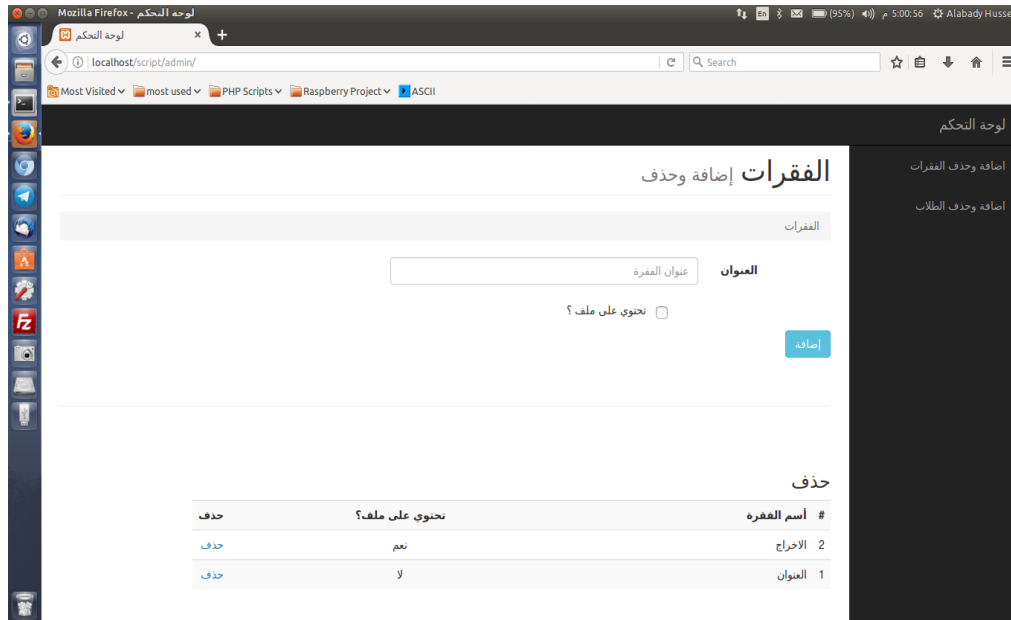 لوحة التحكم - Mozilla Firefox
En (95%) 5:00:56 م Alabady Husse
لوحة التحكم × +
localhost/script/admin/ Search
Most Visited most used PHP Scripts Raspberry Project ASCII
لوحة التحكم
اضافة وحذف الفقرات
اضافة وحذف الطلاب
الفقرات إضافة وحذف
الفقرات
العنوان عنوان الفقرة
تحتوي على ملف ؟
إضافة
حذف
# أسم الفقرة تحتوي على ملف؟ حذف
2 الاخراج نعم حذف
1 العنوان لا حذف